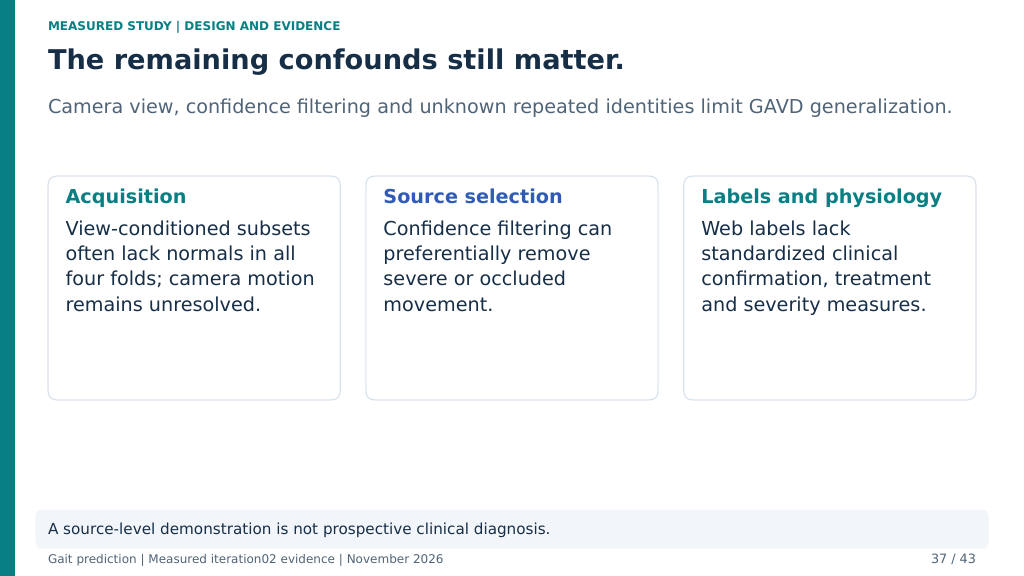 MEASURED STUDY | DESIGN AND EVIDENCE
The remaining confounds still matter.
Camera view, confidence filtering and unknown repeated identities limit GAVD generalization.
Acquisition
View-conditioned subsets
often lack normals in all
four folds; camera motion
remains unresolved.
Source selection
Confidence filtering can
preferentially remove
severe or occluded
movement.
Labels and physiology
Web labels lack
standardized clinical
confirmation, treatment
and severity measures.
A source-level demonstration is not prospective clinical diagnosis.
Gait prediction | Measured iteration02 evidence | November 2026
37 / 43